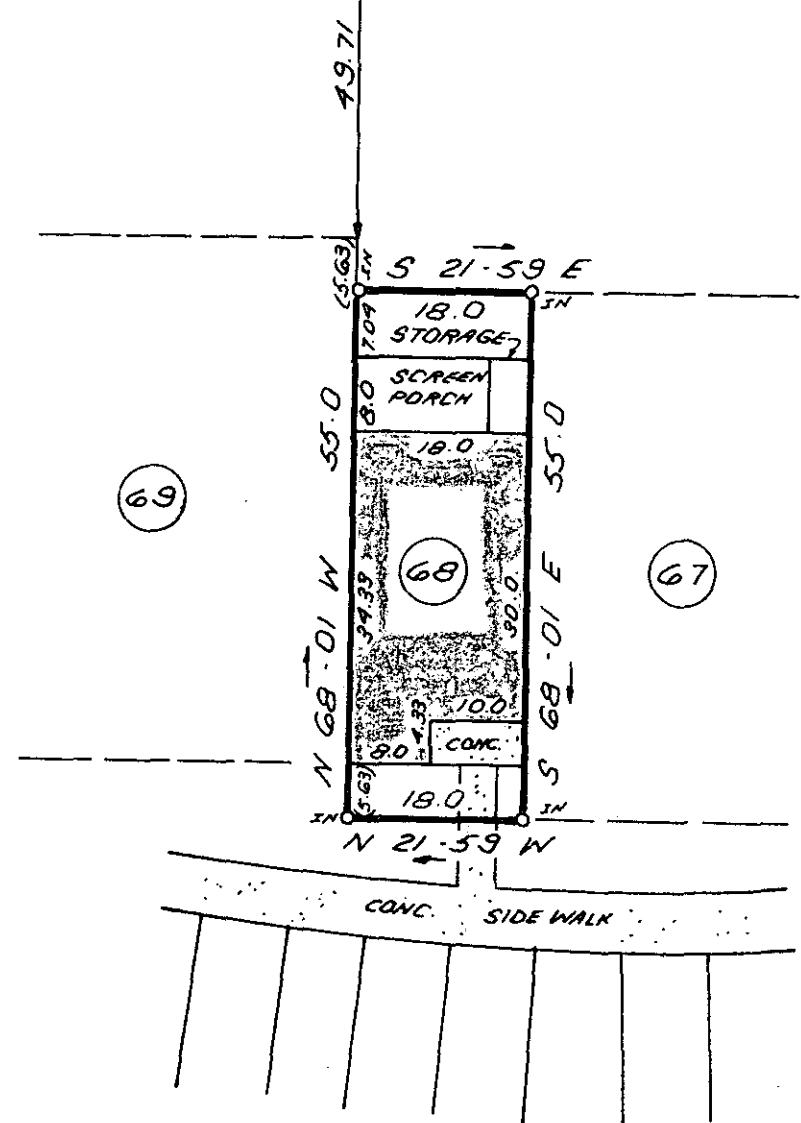 49.71
(5.63)
IN
S 21-59 E
IN
18.0
7.04
STORAGE
SCREEN
PORCH
8.0
18.0
55.0
55.0
69
68
67
34.33
30.0
N 68-01 W
S 68-01 E
10.0
4.33
8.0
CONC.
(5.63)
18.0
IN
IN
N 21-59 W
CONC. SIDE WALK